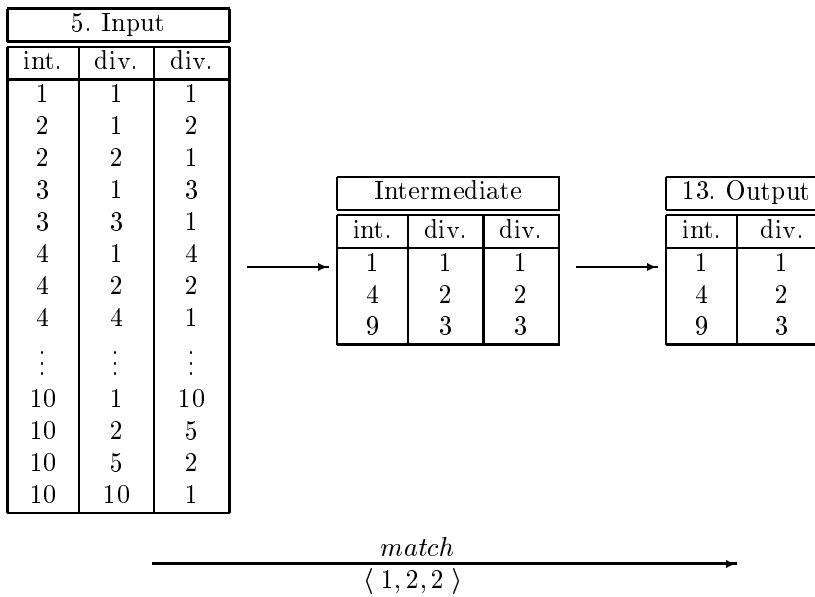 5. Input
int. div. div.
1 1 1
2 1 2
2 2 1
3 1 3
3 3 1
4 1 4
4 2 2
4 4 1
⋮ ⋮ ⋮
10 1 10
10 2 5
10 5 2
10 10 1
Intermediate
int. div. div.
1 1 1
4 2 2
9 3 3
13. Output
int. div.
1 1
4 2
9 3
match
⟨ 1, 2, 2 ⟩